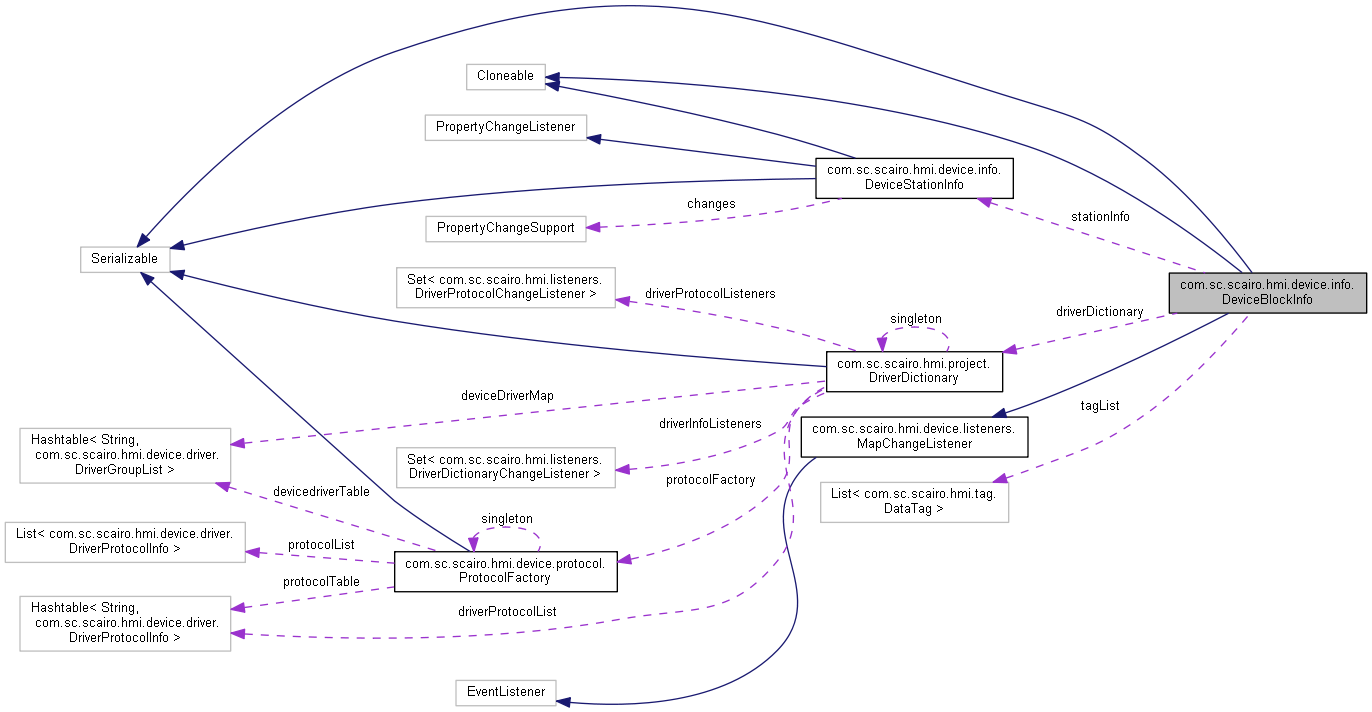 Cloneable
PropertyChangeListener
com.sc.scairo.hmi.device.info.
DeviceStationInfo
changes
stationInfo
PropertyChangeSupport
Serializable
Set< com.sc.scairo.hmi.listeners.
DriverProtocolChangeListener >
driverProtocolListeners
com.sc.scairo.hmi.device.info.
DeviceBlockInfo
singleton
driverDictionary
com.sc.scairo.hmi.project.
DriverDictionary
deviceDriverMap
tagList
driverInfoListeners
com.sc.scairo.hmi.device.listeners.
MapChangeListener
Hashtable< String,
com.sc.scairo.hmi.device.driver.
DriverGroupList >
Set< com.sc.scairo.hmi.listeners.
DriverDictionaryChangeListener >
protocolFactory
devicedriverTable
List< com.sc.scairo.hmi.tag.
DataTag >
singleton
List< com.sc.scairo.hmi.device.driver.
DriverProtocolInfo >
protocolList
com.sc.scairo.hmi.device.protocol.
ProtocolFactory
protocolTable
Hashtable< String,
com.sc.scairo.hmi.device.driver.
DriverProtocolInfo >
driverProtocolList
EventListener